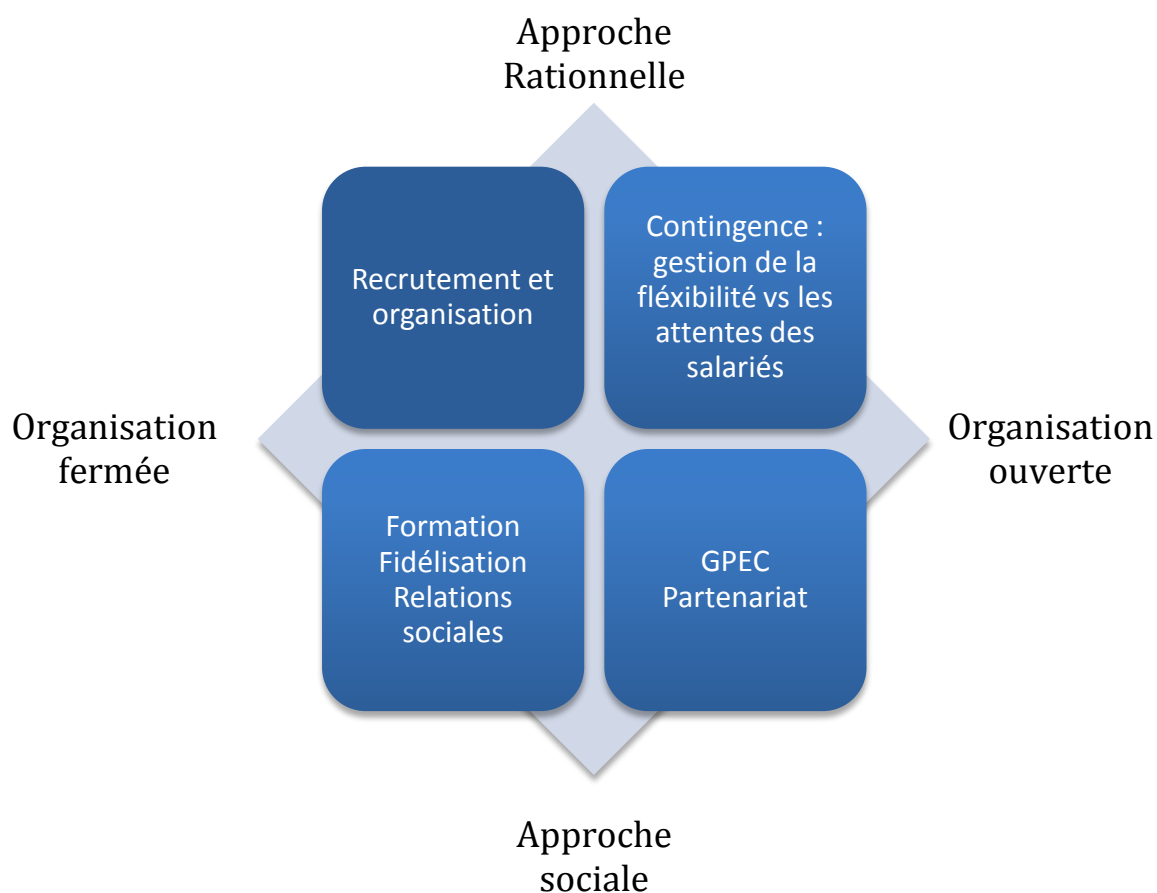 Approche
Rationnelle
Recrutement et
organisation
Contingence :
gestion de la
fléxibilité vs les
attentes des
salariés
Organisation
fermée
Organisation
ouverte
Formation
Fidélisation
Relations
sociales
GPEC
Partenariat
Approche
sociale